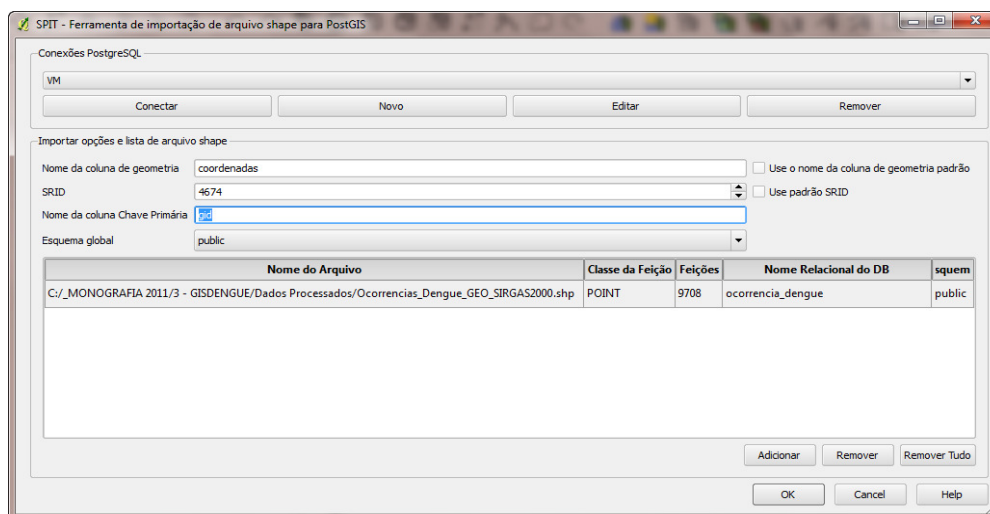 SPIT - Ferramenta de importação de arquivo shape para PostGIS
Conexões PostgreSQL
VM
Conectar Novo Editar Remover
Importar opções e lista de arquivo shape
Nome da coluna de geometria coordenadas Use o nome da coluna de geometria padrão
SRID 4674 Use padrão SRID
Nome da coluna Chave Primária gid
Esquema global public
Nome do Arquivo Classe da Feição Feições Nome Relacional do DB squem
C:/_MONOGRAFIA 2011/3 - GISDENGUE/Dados Processados/Ocorrencias_Dengue_GEO_SIRGAS2000.shp POINT 9708 ocorrencia_dengue public
Adicionar Remover Remover Tudo
OK Cancel Help